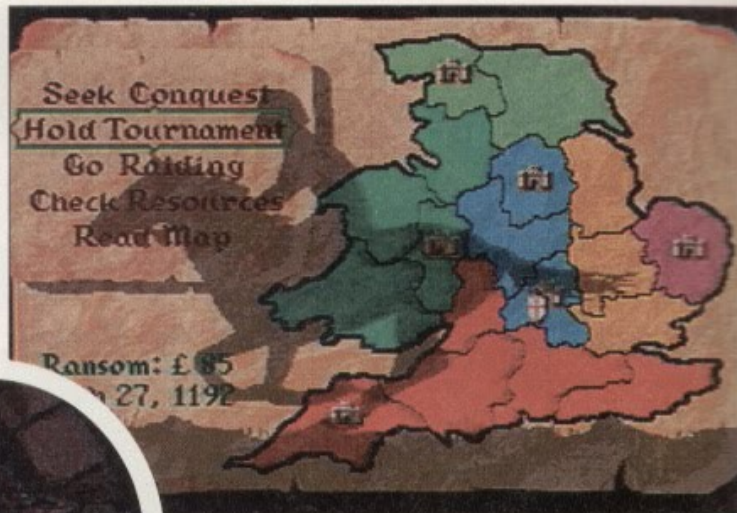 Seek Conquest
Hold Tournament
Go Raiding
Check Resources
Read Map
Ransom: £ 85
27, 1192